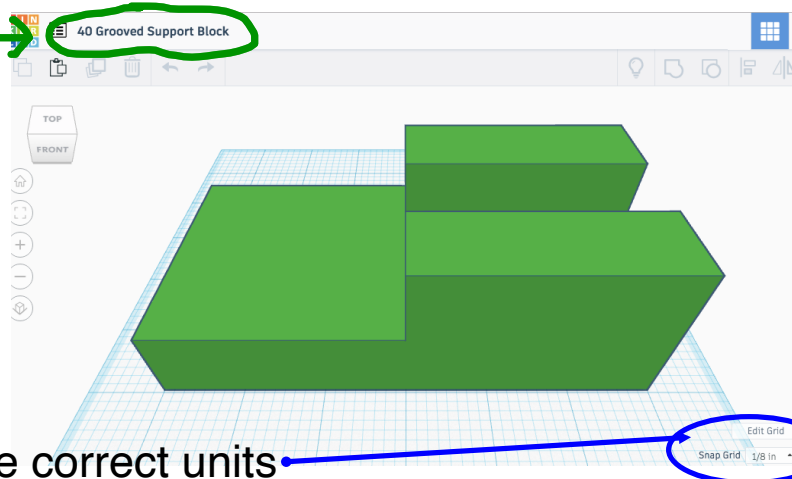 40 Grooved Support Block
TOP
FRONT
Edit Grid
Snap Grid 1/8 in
e correct units